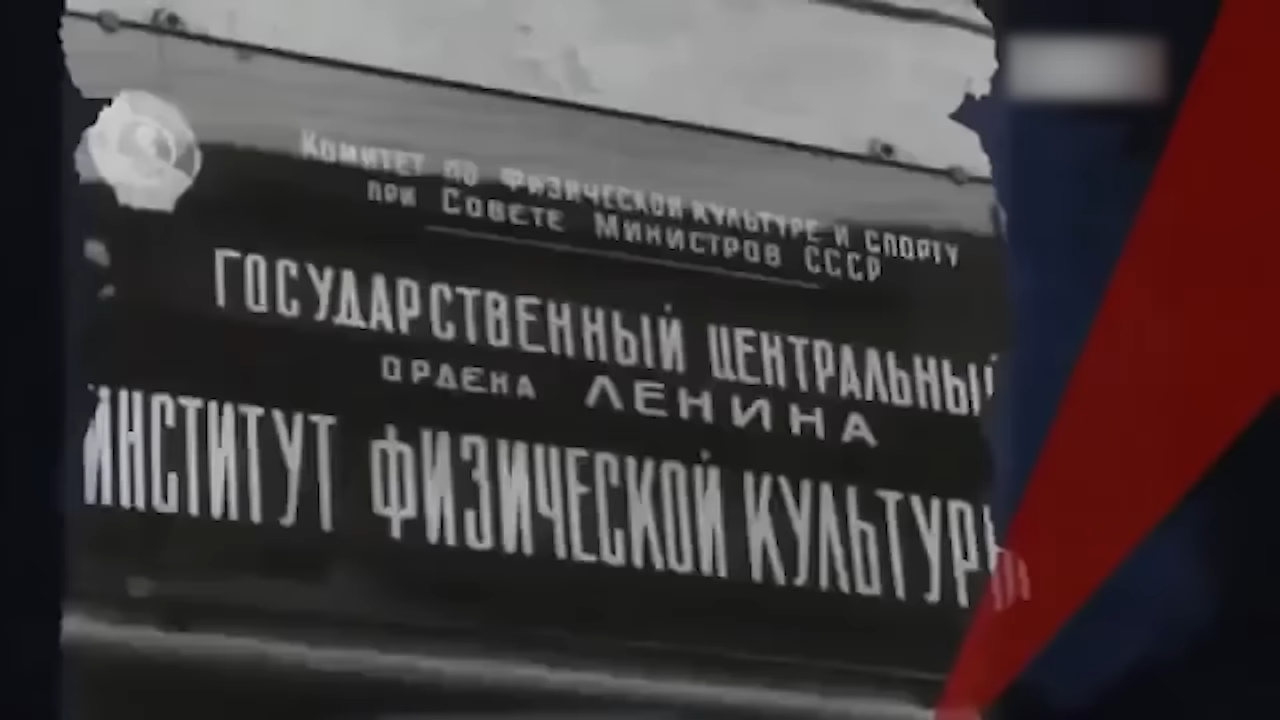 Комитет по физической культуре и спорту
при Совете Министров СССР
ГОСУДАРСТВЕННЫЙ ЦЕНТРАЛЬНЫЙ
ОРДЕНА ЛЕНИНА
ИНСТИТУТ ФИЗИЧЕСКОЙ КУЛЬТУРЫ